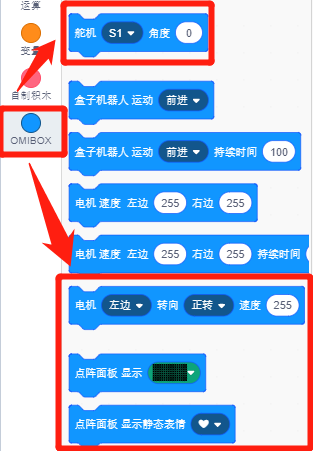 运算
变量
自制积木
OMIBOX
舵机 S1 角度 0
盒子机器人 运动 前进
盒子机器人 运动 前进 持续时间 100
电机 速度 左边 255 右边 255
电机 速度 左边 255 右边 255 持续时间
电机 左边 转向 正转 速度 255
点阵面板 显示
点阵面板 显示静态表情